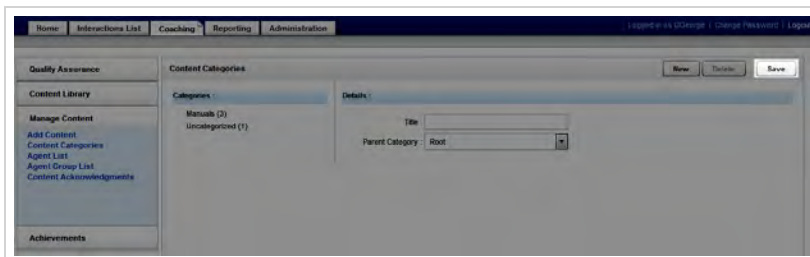 Home Interactions List Coaching Reporting Administration
Logged in as DGeorge | Change Password | Logou
Quality Assurance
Content Library
Manage Content
Add Content
Content Categories
Agent List
Agent Group List
Content Acknowledgments
Achievements
Content Categories
New Delete Save
Categories :
Manuals (3)
Uncategorized (1)
Details :
Title
Parent Category : Root